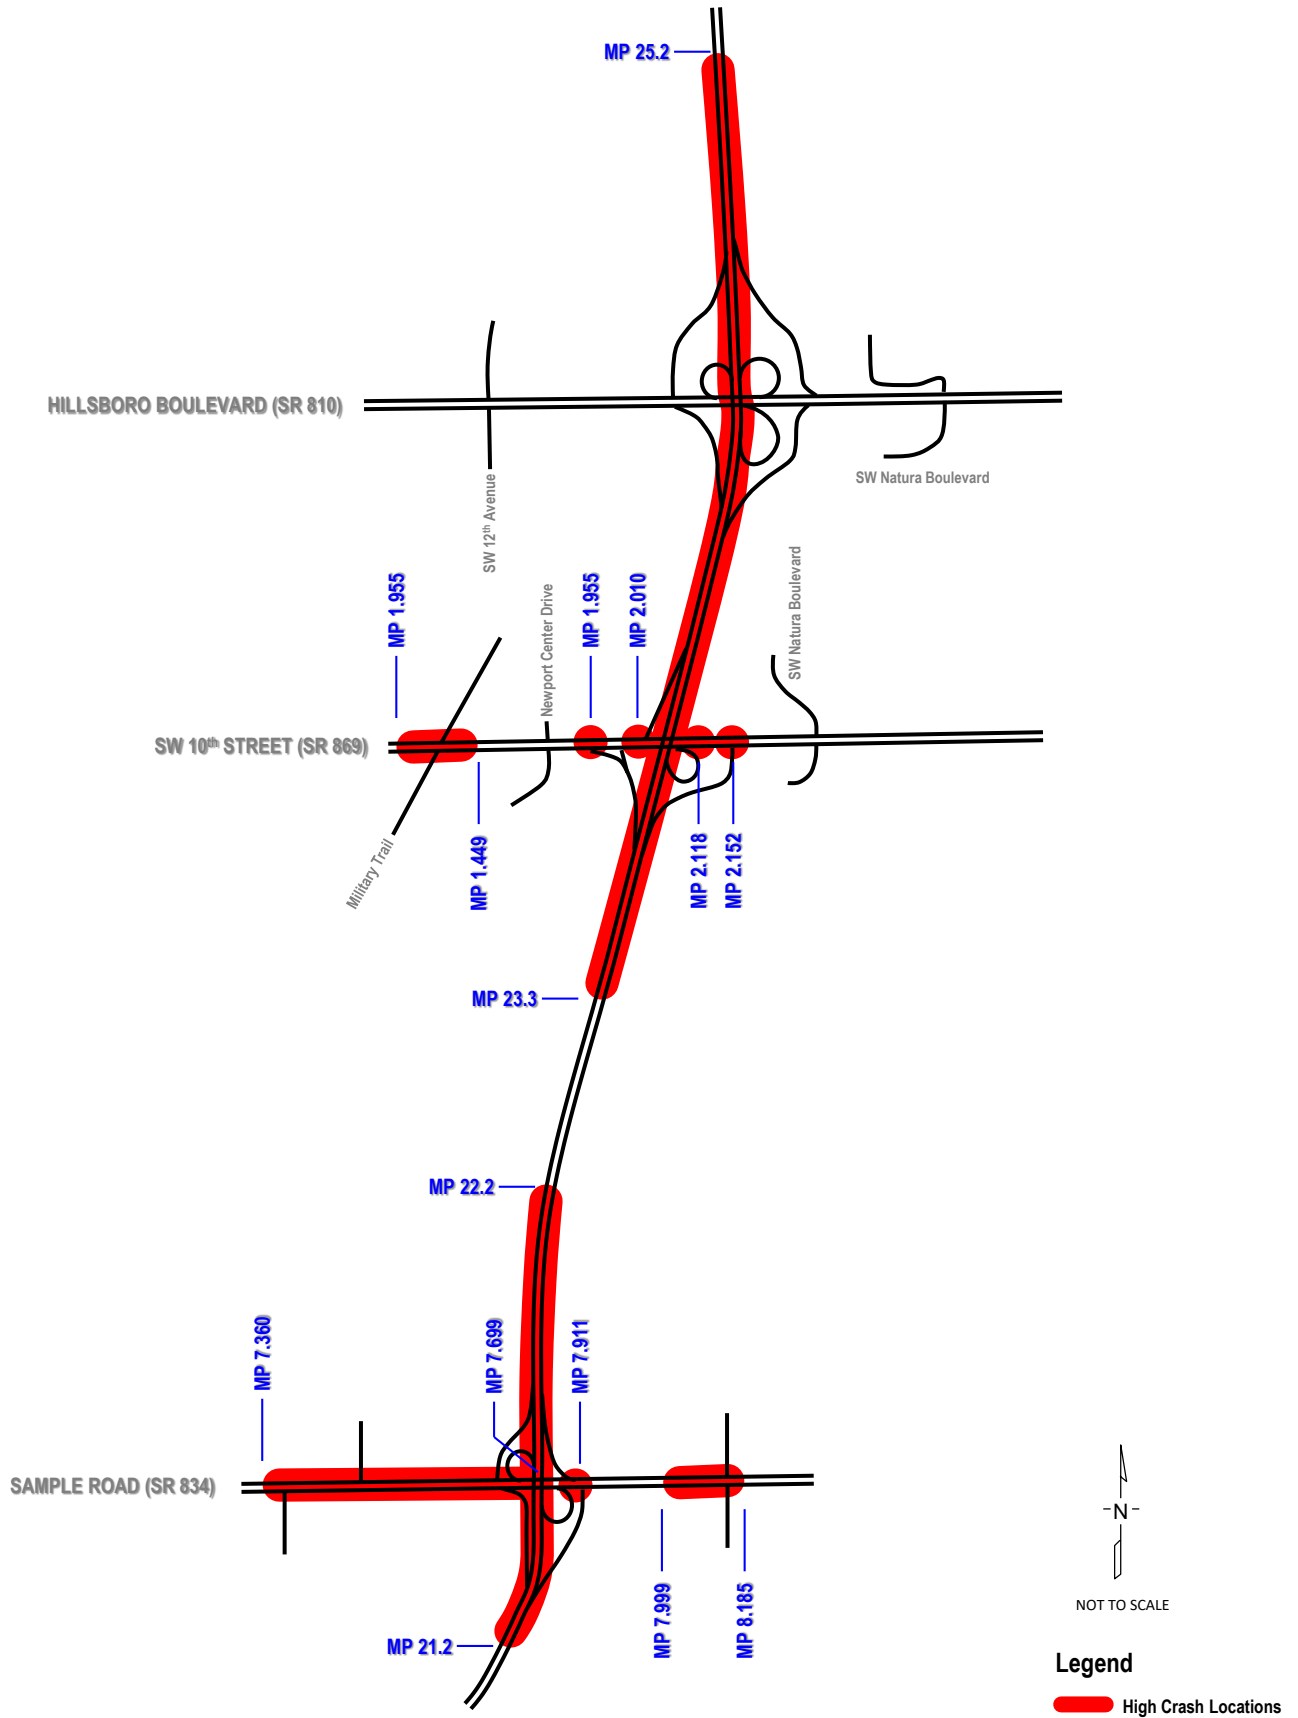 MP 25.2
HILLSBORO BOULEVARD (SR 810)
SW Natura Boulevard
SW 12th Avenue
MP 1.955
Newport Center Drive
MP 1.955
MP 2.010
SW Natura Boulevard
SW 10th STREET (SR 869)
Military Trail
MP 1.449
MP 2.118
MP 2.152
MP 23.3
MP 22.2
MP 7.360
MP 7.699
MP 7.911
SAMPLE ROAD (SR 834)
N
MP 7.999
MP 8.185
NOT TO SCALE
MP 21.2
Legend
High Crash Locations